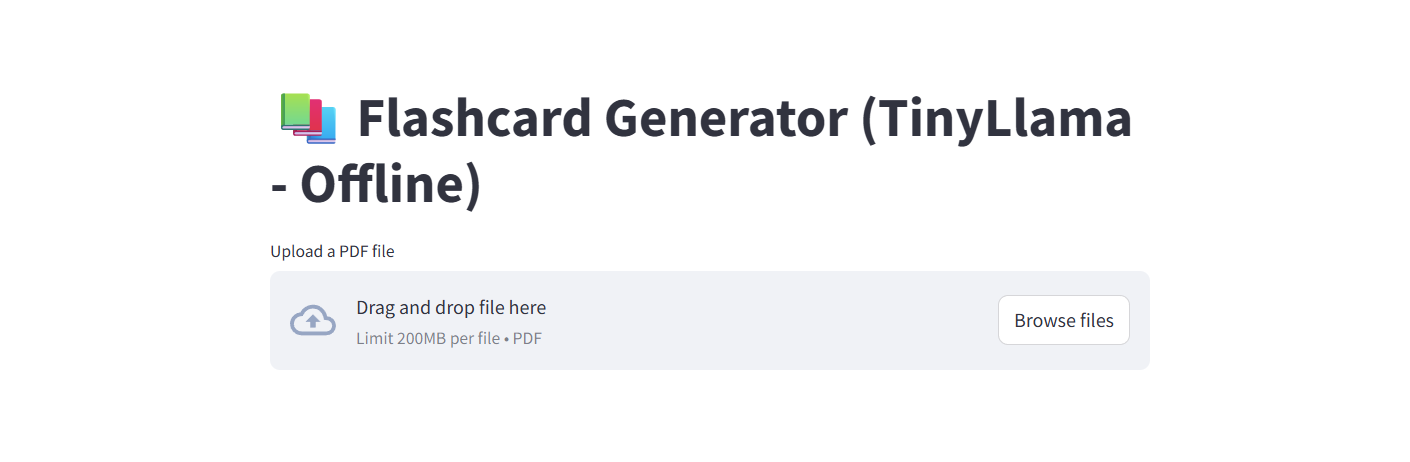 📚 Flashcard Generator (TinyLlama
- Offline)
Upload a PDF file
Drag and drop file here
Limit 200MB per file • PDF
Browse files